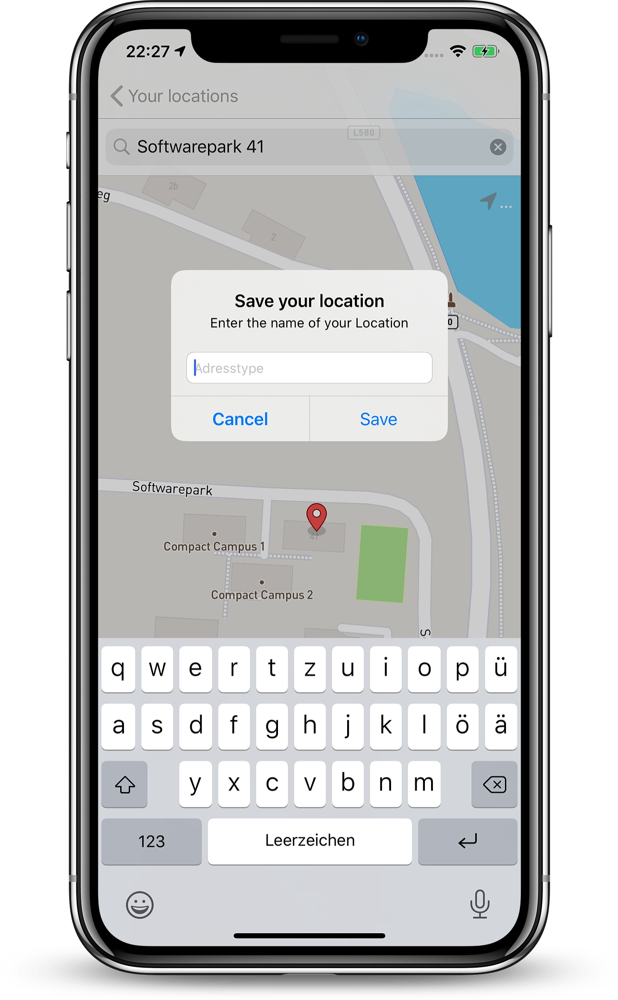 22:27
Your locations
L580
Softwarepark 41
2b
eg
2
Save your location
Enter the name of your Location
0
Adresstype
Cancel
Save
Softwarepark
41
Compact Campus 1
Compact Campus 2
S
q w e r t z u i o p ü
a s d f g h j k l ö ä
y x c v b n m
123
Leerzeichen